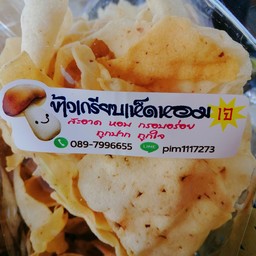 ข้าวเกรียบเห็ดหอม เจ
สะอาด หอม กรอบอร่อย
ถูกปาก ถูกใจ
089-7996655 LINE pim1117273